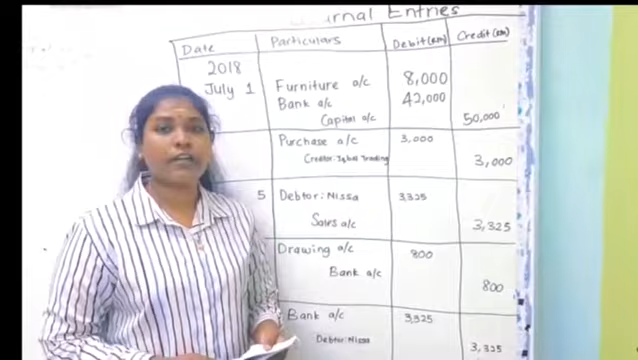 Journal Entries
Date Particulars Debit(RM) Credit(RM)
2018
July 1 Furniture a/c 8,000
Bank a/c 42,000
Capital a/c 50,000
Purchase a/c 3,000
Creditor: Iqbal Trading 3,000
5 Debtor: Nissa 3,325
Sales a/c 3,325
Drawing a/c 800
Bank a/c 800
Bank a/c 3,325
Debtor: Nissa 3,325